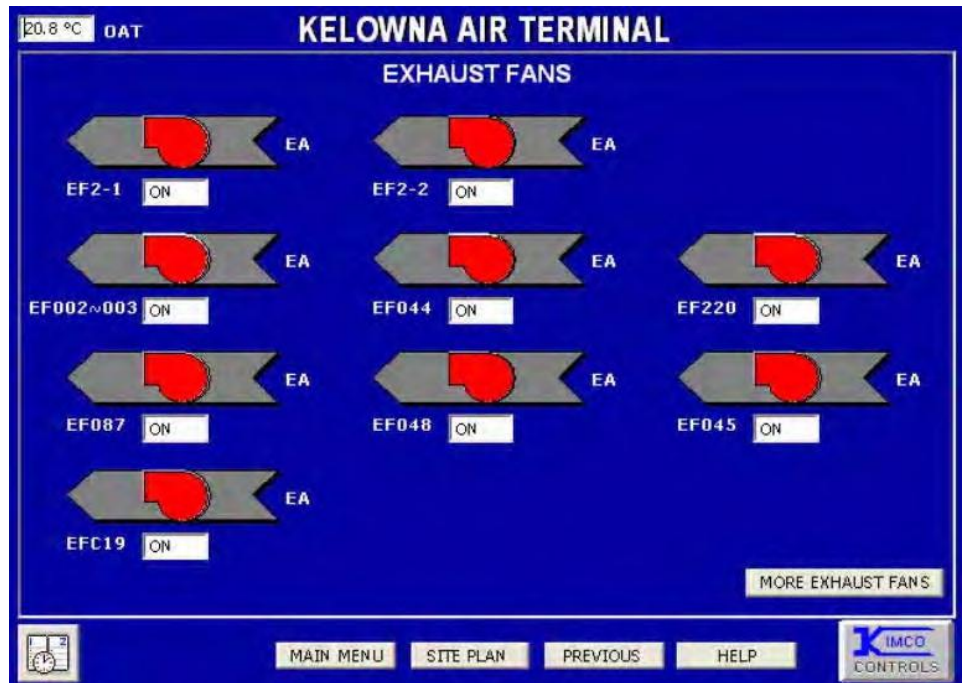 20.8 °C OAT KELOWNA AIR TERMINAL
EXHAUST FANS
EA EA
EF2-1 ON EF2-2 ON
EA EA EA
EF002~003 ON EF044 ON EF220 ON
EA EA EA
EF087 ON EF048 ON EF045 ON
EA
EFC19 ON
MORE EXHAUST FANS
1 2
MAIN MENU SITE PLAN PREVIOUS HELP
KIMCO
CONTROLS